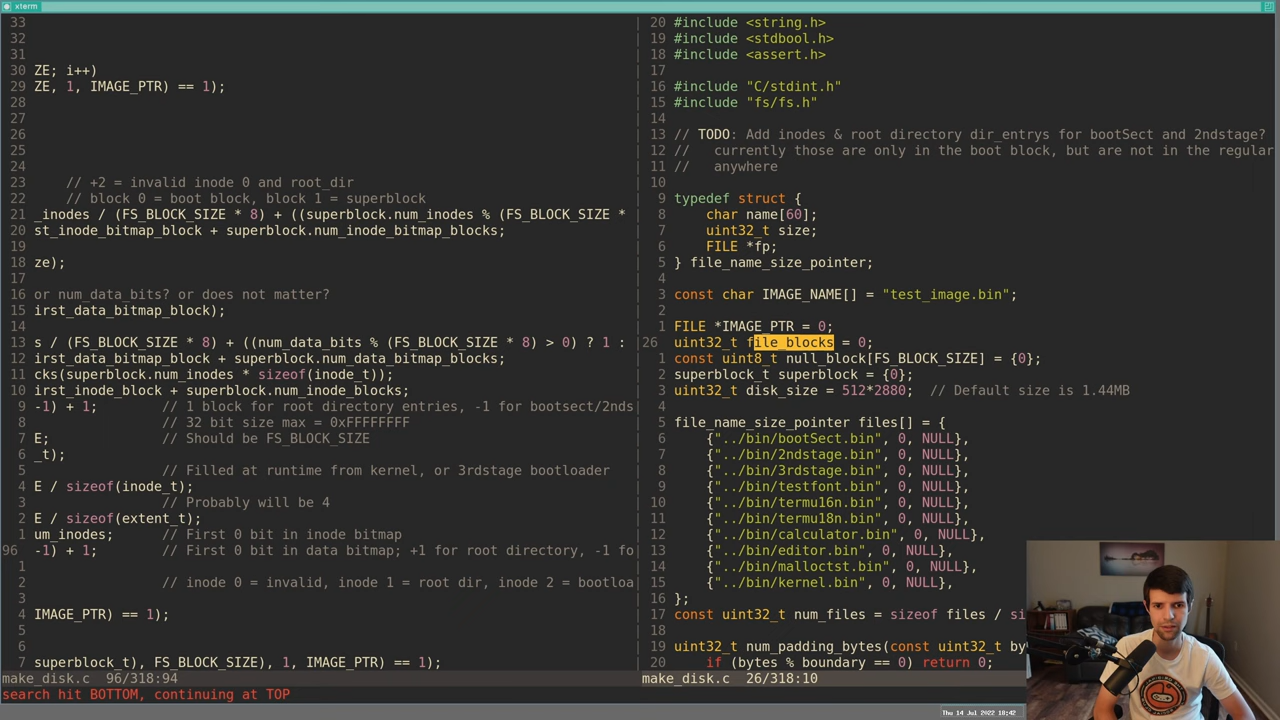 xterm
33
32
31
30 ZE; i++)
29 ZE, 1, IMAGE_PTR) == 1);
28
27
26
25
24
23 // +2 = invalid inode 0 and root_dir
22 // block 0 = boot block, block 1 = superblock
21 _inodes / (FS_BLOCK_SIZE * 8) + ((superblock.num_inodes % (FS_BLOCK_SIZE *
20 st_inode_bitmap_block + superblock.num_inode_bitmap_blocks;
19
18 ze);
17
16 or num_data_bits? or does not matter?
15 irst_data_bitmap_block);
14
13 s / (FS_BLOCK_SIZE * 8) + ((num_data_bits % (FS_BLOCK_SIZE * 8) > 0) ? 1 :
12 irst_data_bitmap_block + superblock.num_data_bitmap_blocks;
11 cks(superblock.num_inodes * sizeof(inode_t));
10 irst_inode_block + superblock.num_inode_blocks;
9 -1) + 1; // 1 block for root directory entries, -1 for bootsect/2nds
8 // 32 bit size max = 0xFFFFFFFF
7 E; // Should be FS_BLOCK_SIZE
6 _t);
5 // Filled at runtime from kernel, or 3rdstage bootloader
4 E / sizeof(inode_t);
3 // Probably will be 4
2 E / sizeof(extent_t);
1 um_inodes; // First 0 bit in inode bitmap
96 -1) + 1; // First 0 bit in data bitmap; +1 for root directory, -1 fo
1
2 // inode 0 = invalid, inode 1 = root dir, inode 2 = bootloa
3
4 IMAGE_PTR) == 1);
5
6
7 superblock_t), FS_BLOCK_SIZE), 1, IMAGE_PTR) == 1);
make_disk.c 96/318:94
search hit BOTTOM, continuing at TOP
20 #include <string.h>
19 #include <stdbool.h>
18 #include <assert.h>
17
16 #include "C/stdint.h"
15 #include "fs/fs.h"
14
13 // TODO: Add inodes & root directory dir_entrys for bootSect and 2ndstage?
12 // currently those are only in the boot block, but are not in the regular
11 // anywhere
10
9 typedef struct {
8 char name[60];
7 uint32_t size;
6 FILE *fp;
5 } file_name_size_pointer;
4
3 const char IMAGE_NAME[] = "test_image.bin";
2
1 FILE *IMAGE_PTR = 0;
26 uint32_t file_blocks = 0;
1 const uint8_t null_block[FS_BLOCK_SIZE] = {0};
2 superblock_t superblock = {0};
3 uint32_t disk_size = 512*2880; // Default size is 1.44MB
4
5 file_name_size_pointer files[] = {
6 {"../bin/bootSect.bin", 0, NULL},
7 {"../bin/2ndstage.bin", 0, NULL},
8 {"../bin/3rdstage.bin", 0, NULL},
9 {"../bin/testfont.bin", 0, NULL},
10 {"../bin/termu16n.bin", 0, NULL},
11 {"../bin/termu18n.bin", 0, NULL},
12 {"../bin/calculator.bin", 0, NULL},
13 {"../bin/editor.bin", 0, NULL},
14 {"../bin/malloctst.bin", 0, NULL},
15 {"../bin/kernel.bin", 0, NULL},
16 };
17 const uint32_t num_files = sizeof files / si
18
19 uint32_t num_padding_bytes(const uint32_t by
20 if (bytes % boundary == 0) return 0;
make_disk.c 26/318:10
Thu 14 Jul 2022 18:42